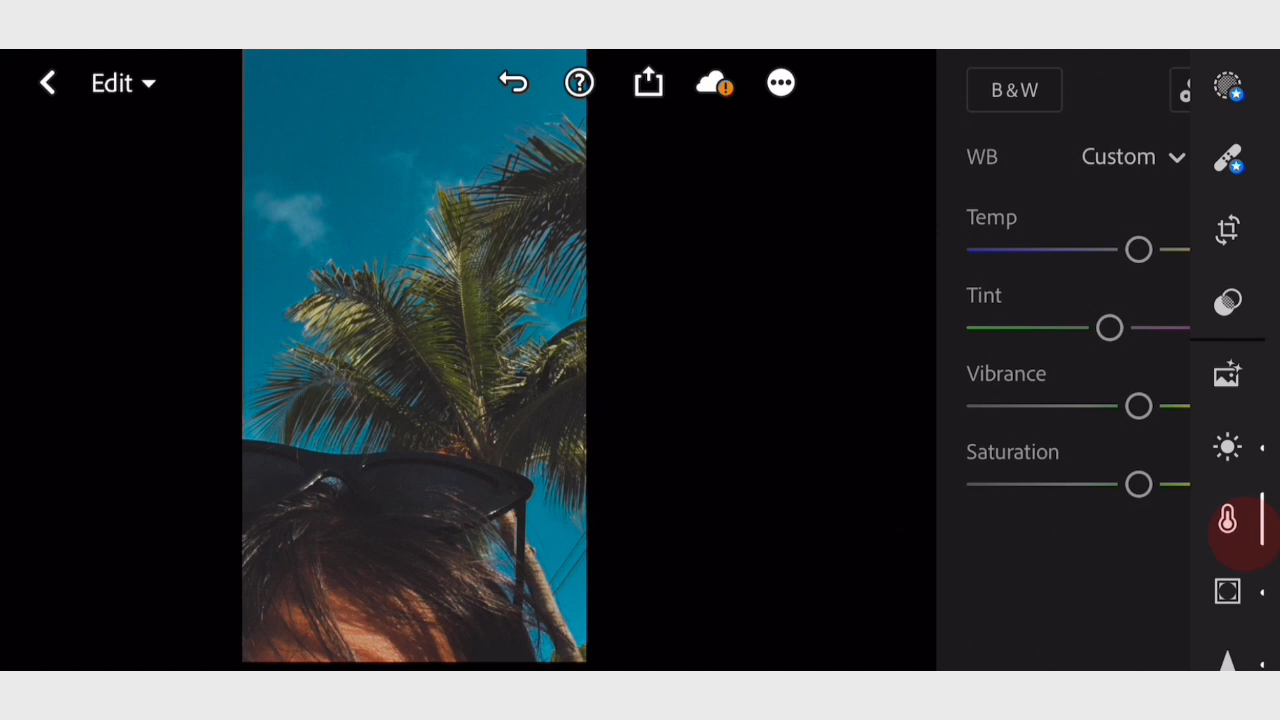 Edit
B & W
WB Custom
Temp
Tint
Vibrance
Saturation